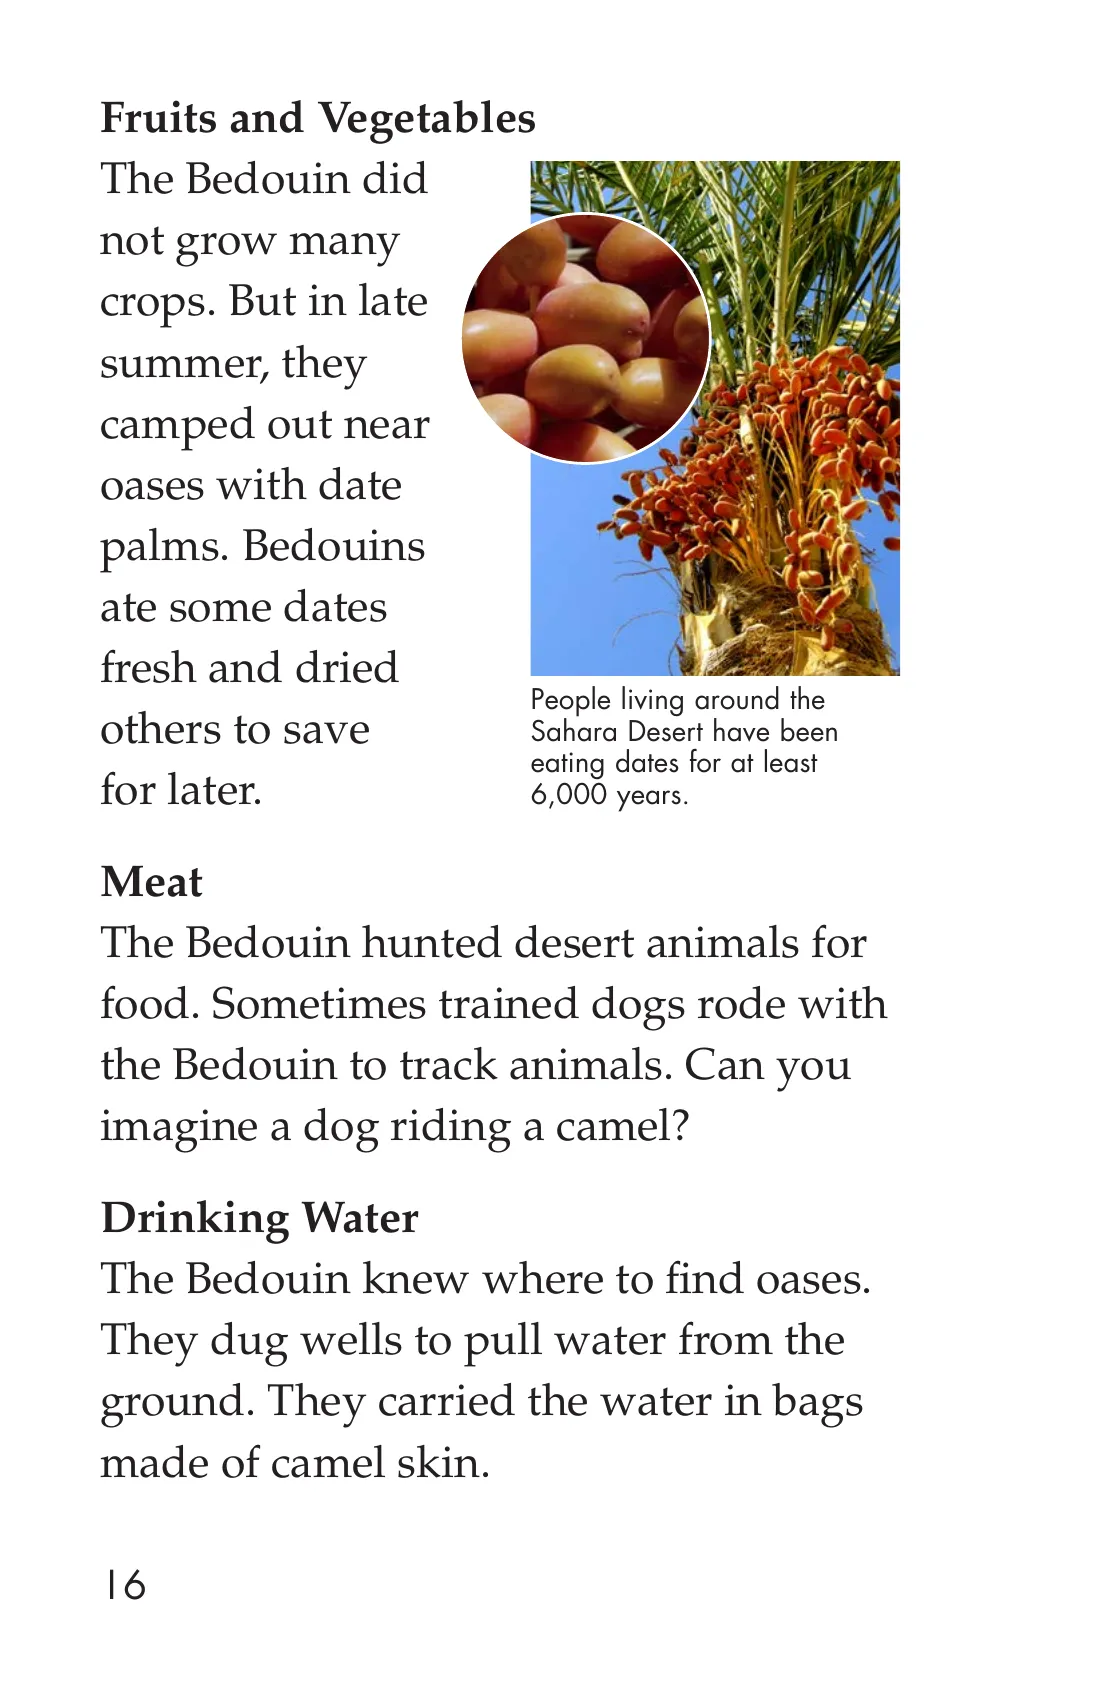 Fruits and Vegetables
The Bedouin did
not grow many
crops. But in late
summer, they
camped out near
oases with date
palms. Bedouins
ate some dates
fresh and dried
others to save
for later.
People living around the
Sahara Desert have been
eating dates for at least
6,000 years.
Meat
The Bedouin hunted desert animals for
food. Sometimes trained dogs rode with
the Bedouin to track animals. Can you
imagine a dog riding a camel?
Drinking Water
The Bedouin knew where to find oases.
They dug wells to pull water from the
ground. They carried the water in bags
made of camel skin.
16